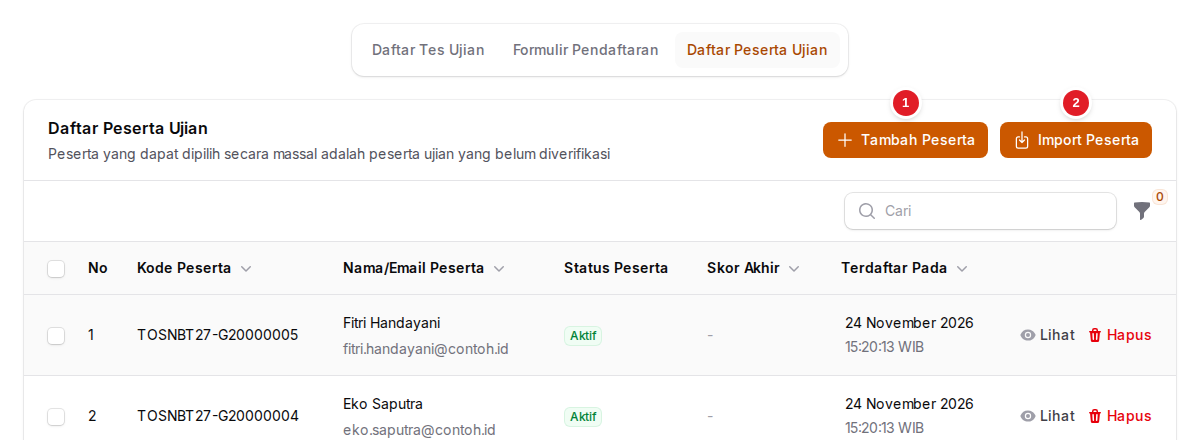 Daftar Tes Ujian Formulir Pendaftaran Daftar Peserta Ujian
1 2
Daftar Peserta Ujian
Peserta yang dapat dipilih secara massal adalah peserta ujian yang belum diverifikasi
Tambah Peserta Import Peserta
Cari 0
No Kode Peserta Nama/Email Peserta Status Peserta Skor Akhir Terdaftar Pada
1 TOSNBT27-G20000005 Fitri Handayani Aktif - 24 November 2026 Lihat Hapus
fitri.handayani@contoh.id 15:20:13 WIB
2 TOSNBT27-G20000004 Eko Saputra Aktif - 24 November 2026 Lihat Hapus
eko.saputra@contoh.id 15:20:13 WIB